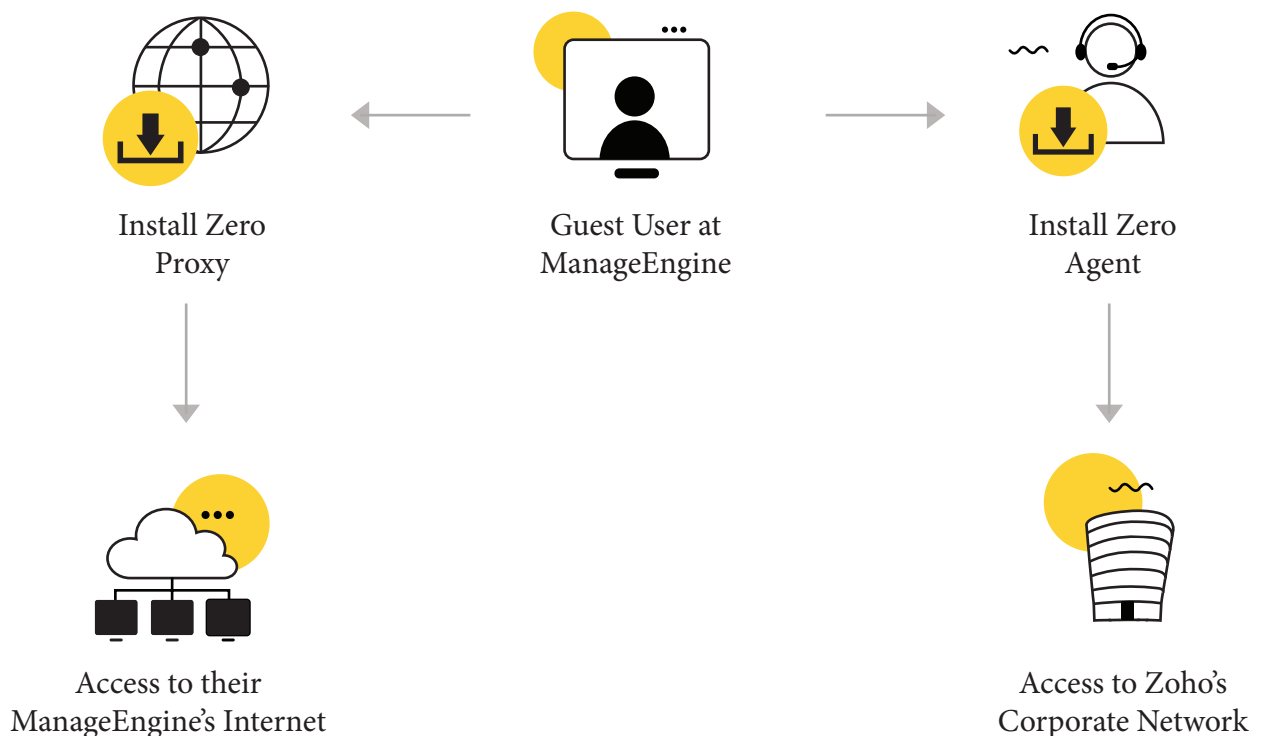 Install Zero
Proxy
Guest User at
ManageEngine
Install Zero
Agent
Access to their
ManageEngine's Internet
Access to Zoho's
Corporate Network